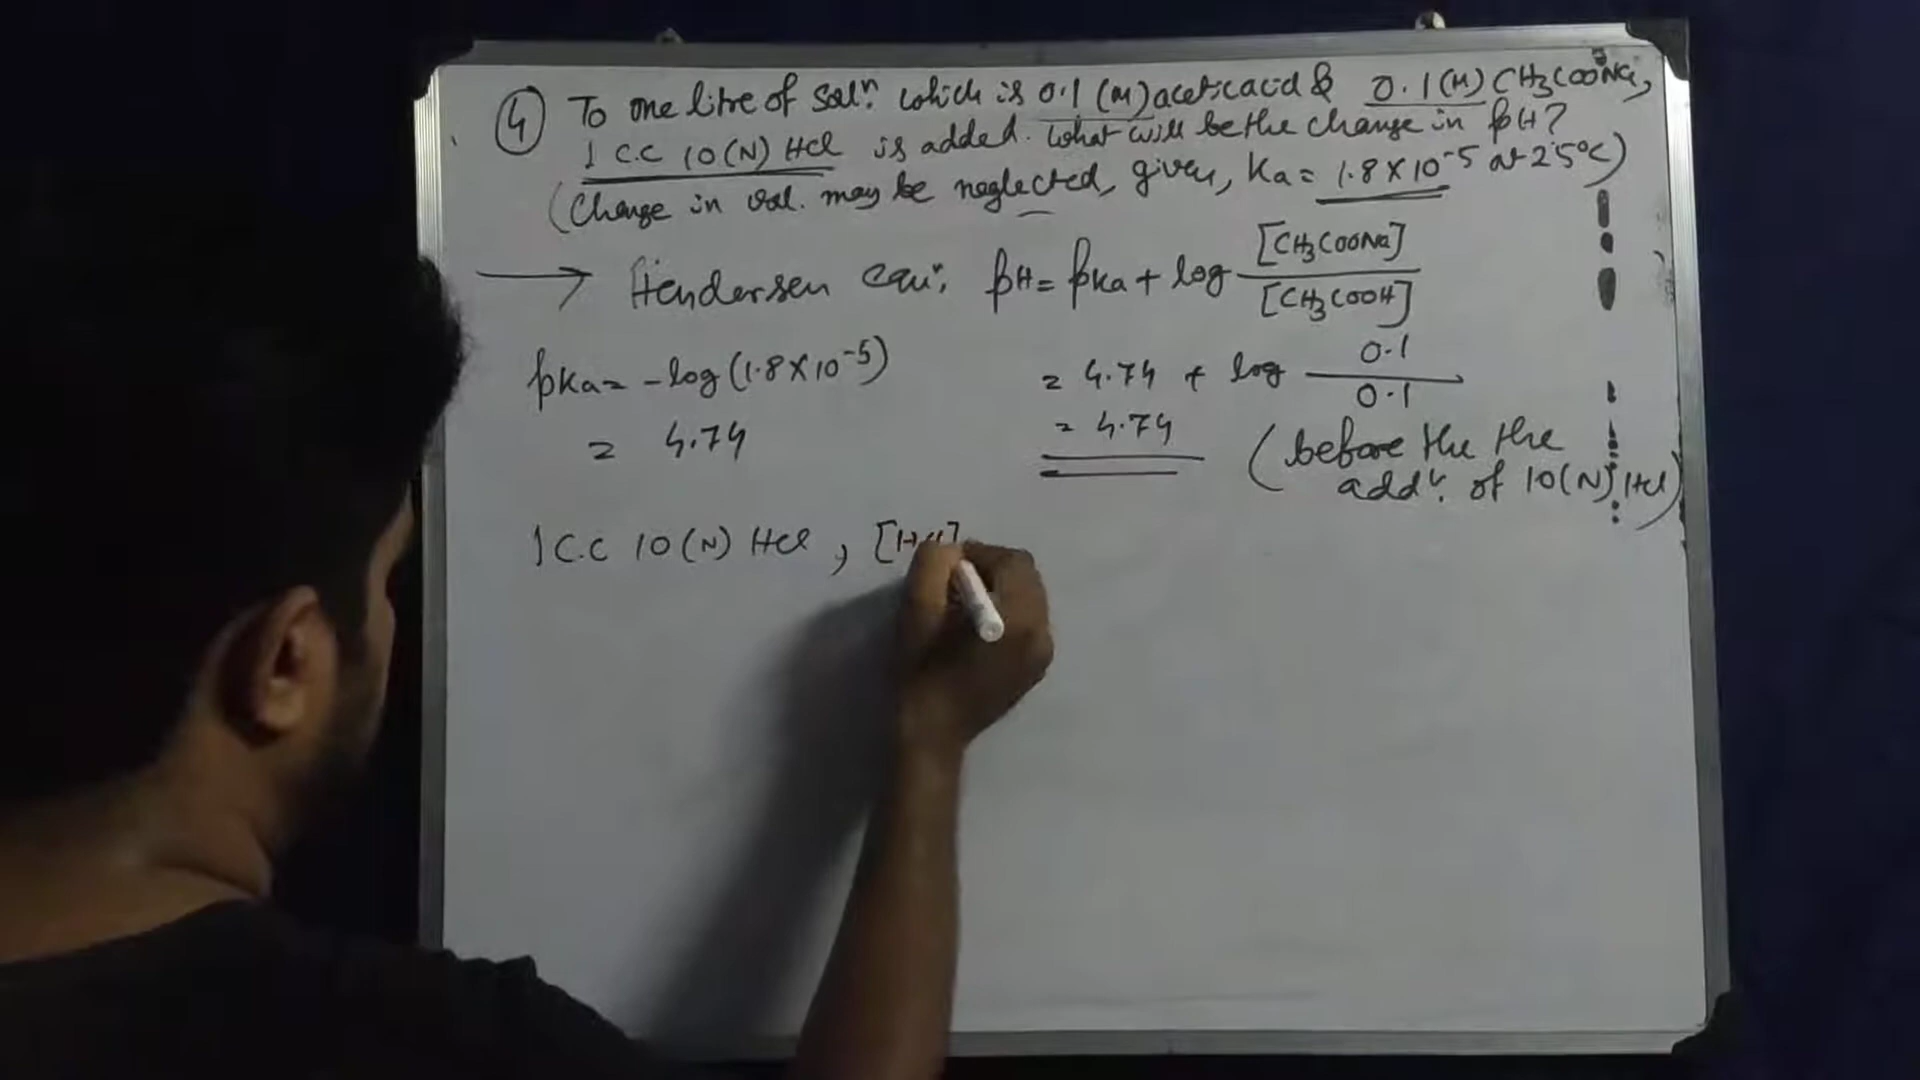 ④ To one litre of solⁿ. which is 0.1 (M) acetic acid & 0.1(M) CH₃COONa,
1 C.C 10(N) HCl is added. What will be the change in pH?
(Change in vol. may be neglected, given, Ka = 1.8 X 10⁻⁵ at 25°C)
→ Hendersen equⁿ. pH = pKa + log [CH₃COONa] / [CH₃COOH]
pKa = -log (1.8 X 10⁻⁵)
= 4.74
= 4.74 + log 0.1 / 0.1
= 4.74 (before the the
addⁿ. of 10(N) HCl)
1 C.C 10(N) HCl ,